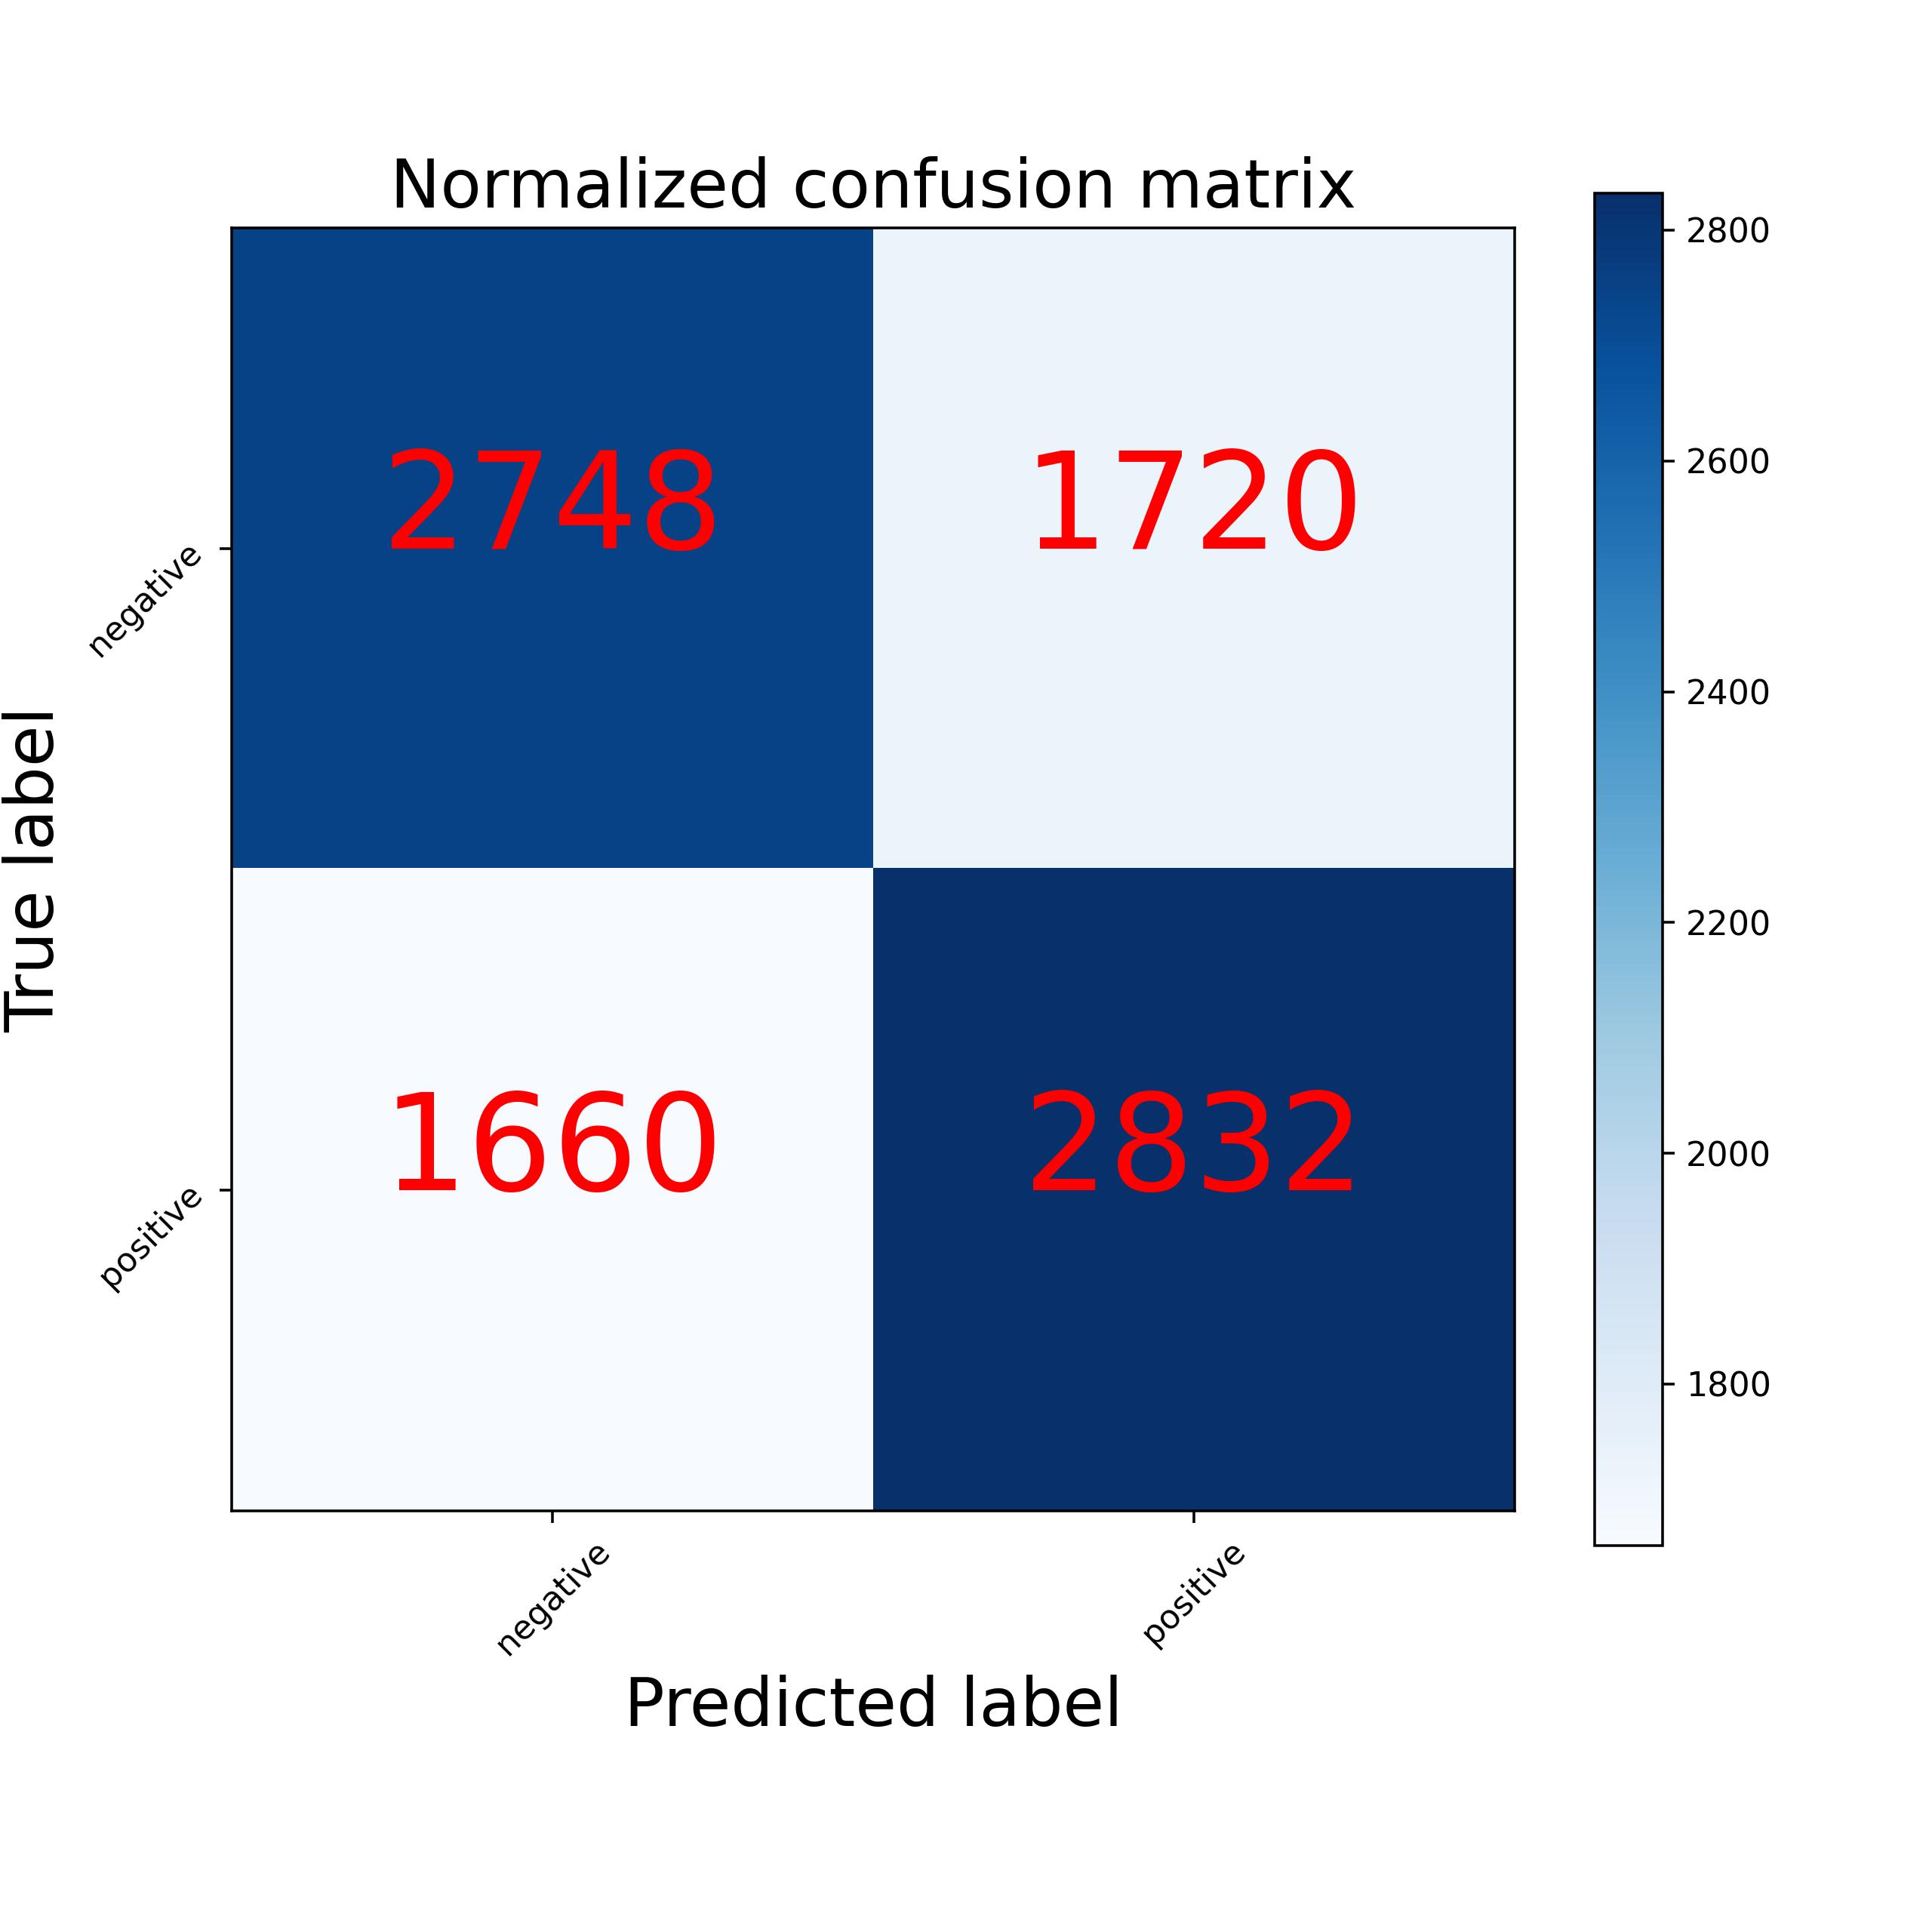 Normalized confusion matrix
True label
negative
positive
2748 1720
1660 2832
negative positive
Predicted label
2800
2600
2400
2200
2000
1800